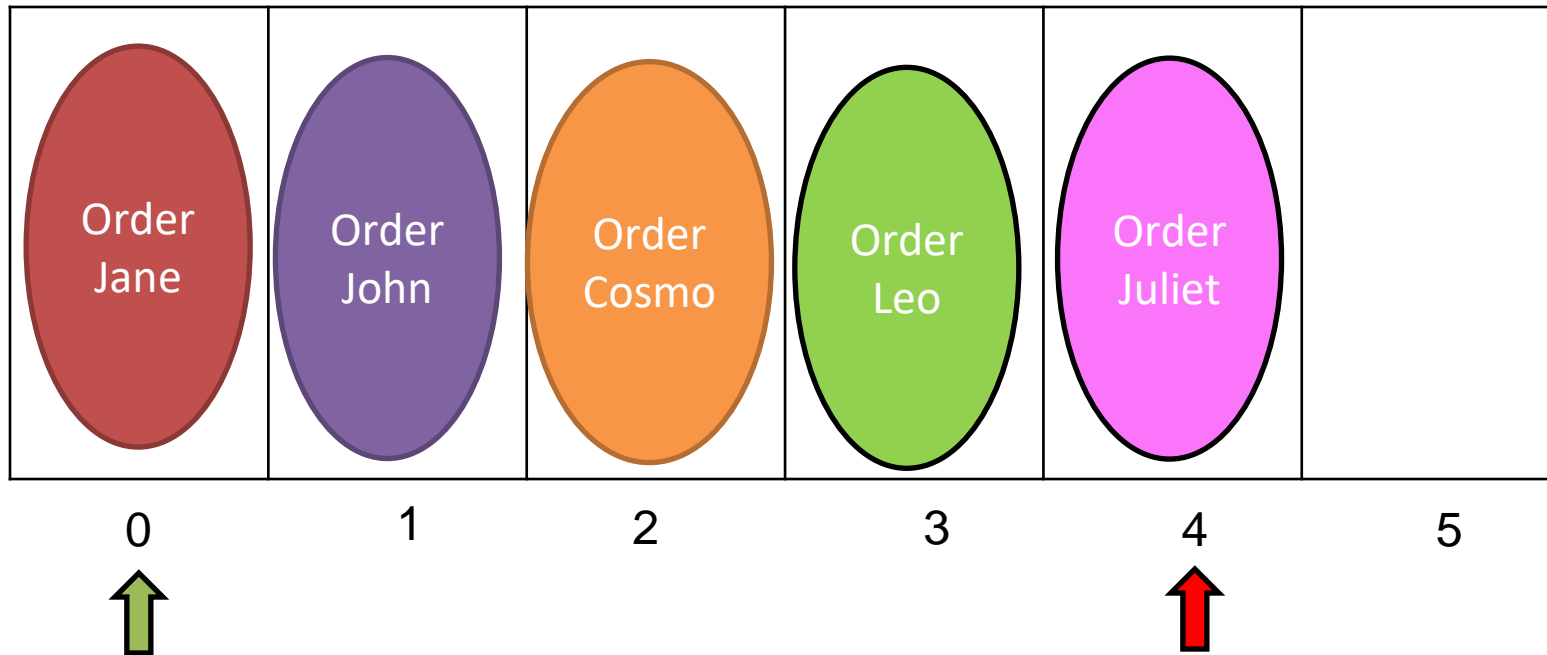 Order
Jane
Order
John
Order
Cosmo
Order
Leo
Order
Juliet
0
1
2
3
4
5